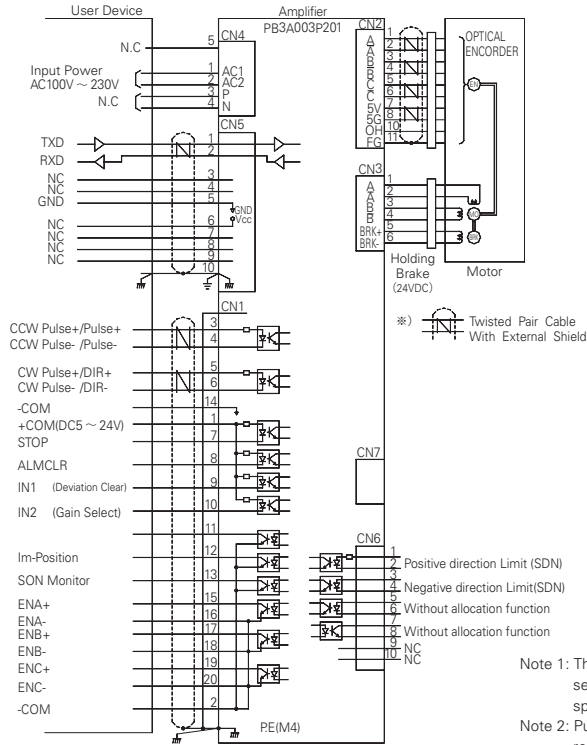 User Device
Amplifier
PB3A003P201
N.C 5 CN4
Input Power
AC100V ~ 230V
1 AC1
2 AC2
N.C
3 P
4 N
CN5
TXD 1
RXD 2
NC 3
NC 4
GND 5
GND
Vcc
NC 6
NC 7
NC 8
NC 9
10
CN1
CCW Pulse+/Pulse+ 3
CCW Pulse- /Pulse- 4
CW Pulse+/DIR+ 5
CW Pulse- /DIR- 6
-COM 14
+COM(DC5 ~ 24V) 1
STOP 7
ALMCLR 8
IN1 (Deviation Clear) 9
IN2 (Gain Select) 10
11
Im-Position 12
SON Monitor 13
ENA+ 15
ENA- 16
ENB+ 17
ENB- 18
ENC+ 19
ENC- 20
-COM 2
P.E(M4)
CN2
A 1
A 2
B 3
B 4
C 5
C 6
5V 7
5G 8
OH 10
FG 11
OPTICAL
ENCORDER
EN
CN3
A 1
A 2
B 3
B 4
BRK+ 5
BRK- 6
MO
BRK
Holding
Brake
(24VDC)
Motor
※) Twisted Pair Cable
With External Shield
CN7
CN6
1
2 Positive direction Limit (SDN)
3
4 Negative direction Limit(SDN)
5
6 Without allocation function
7
8 Without allocation function
9 NC
10 NC
Note 1: Th
se
sp
Note 2: Pu